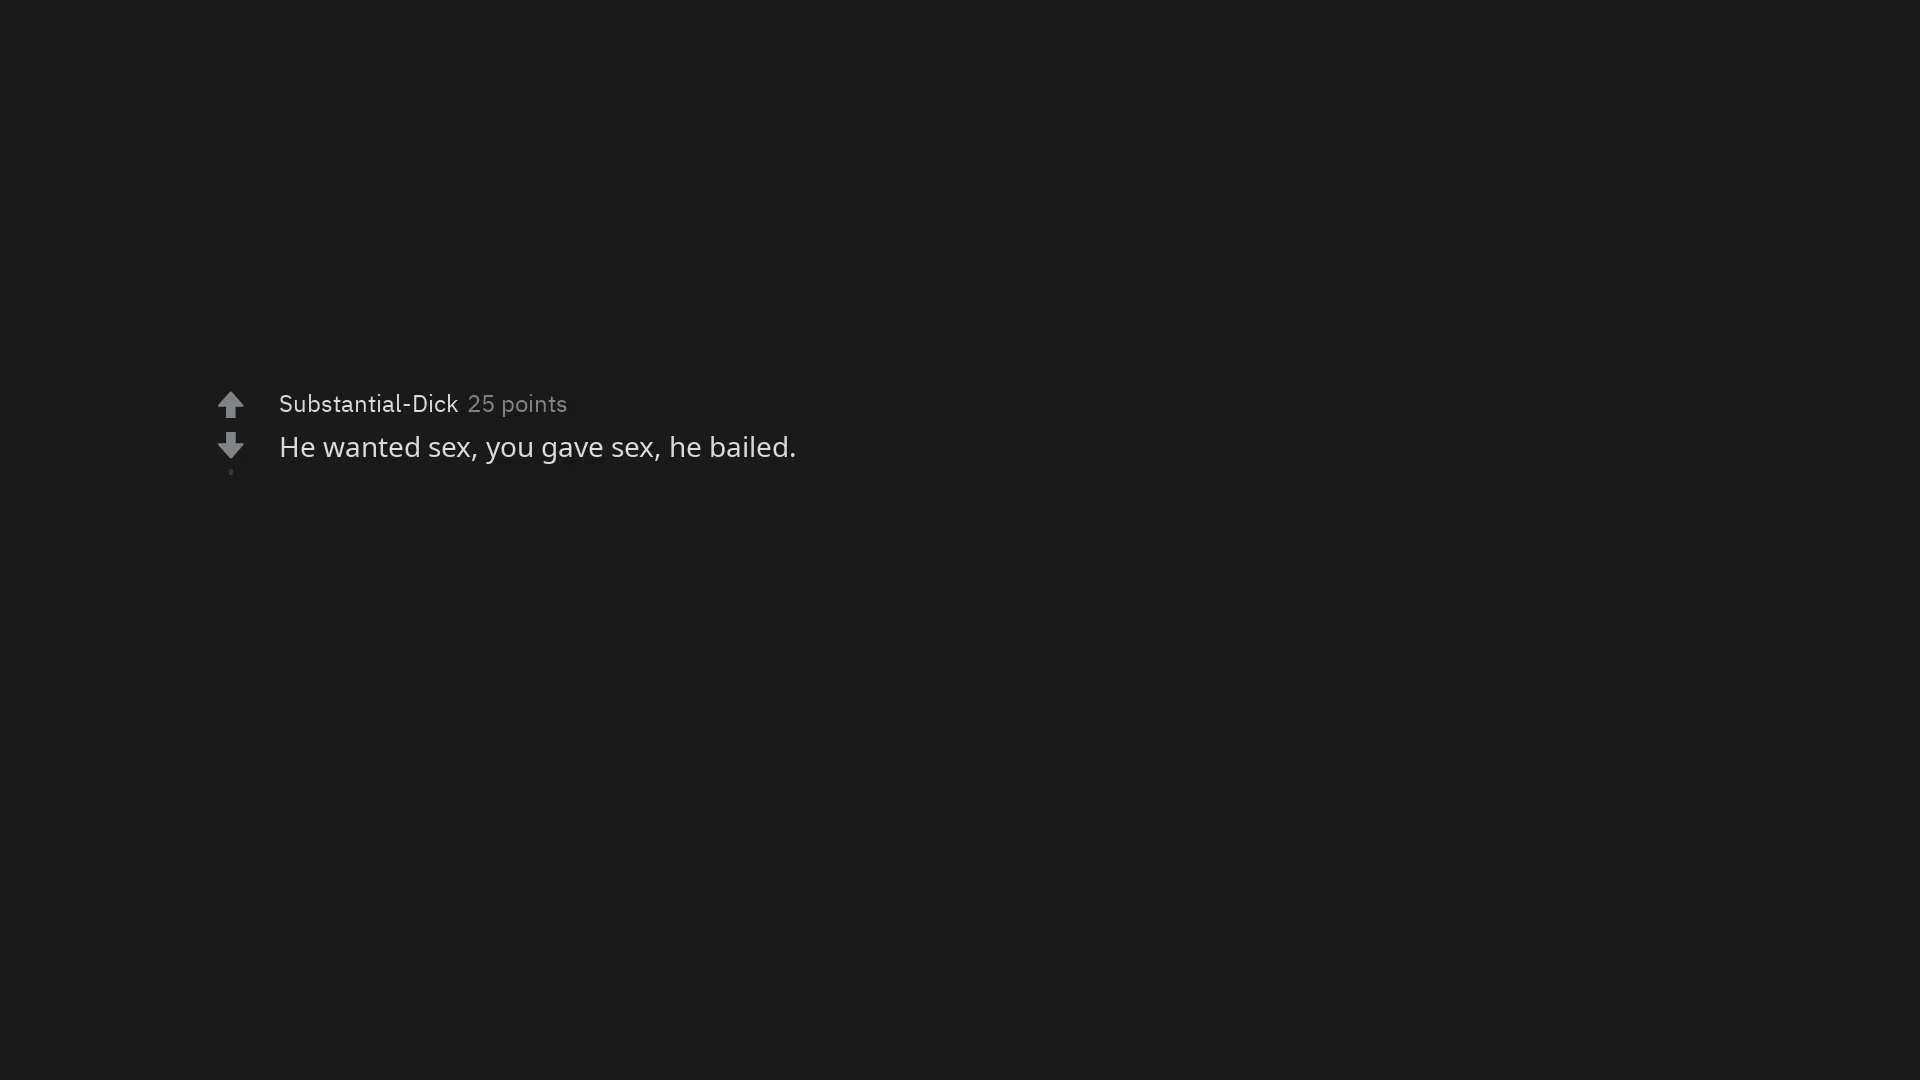 Substantial-Dick 25 points
He wanted sex, you gave sex, he bailed.